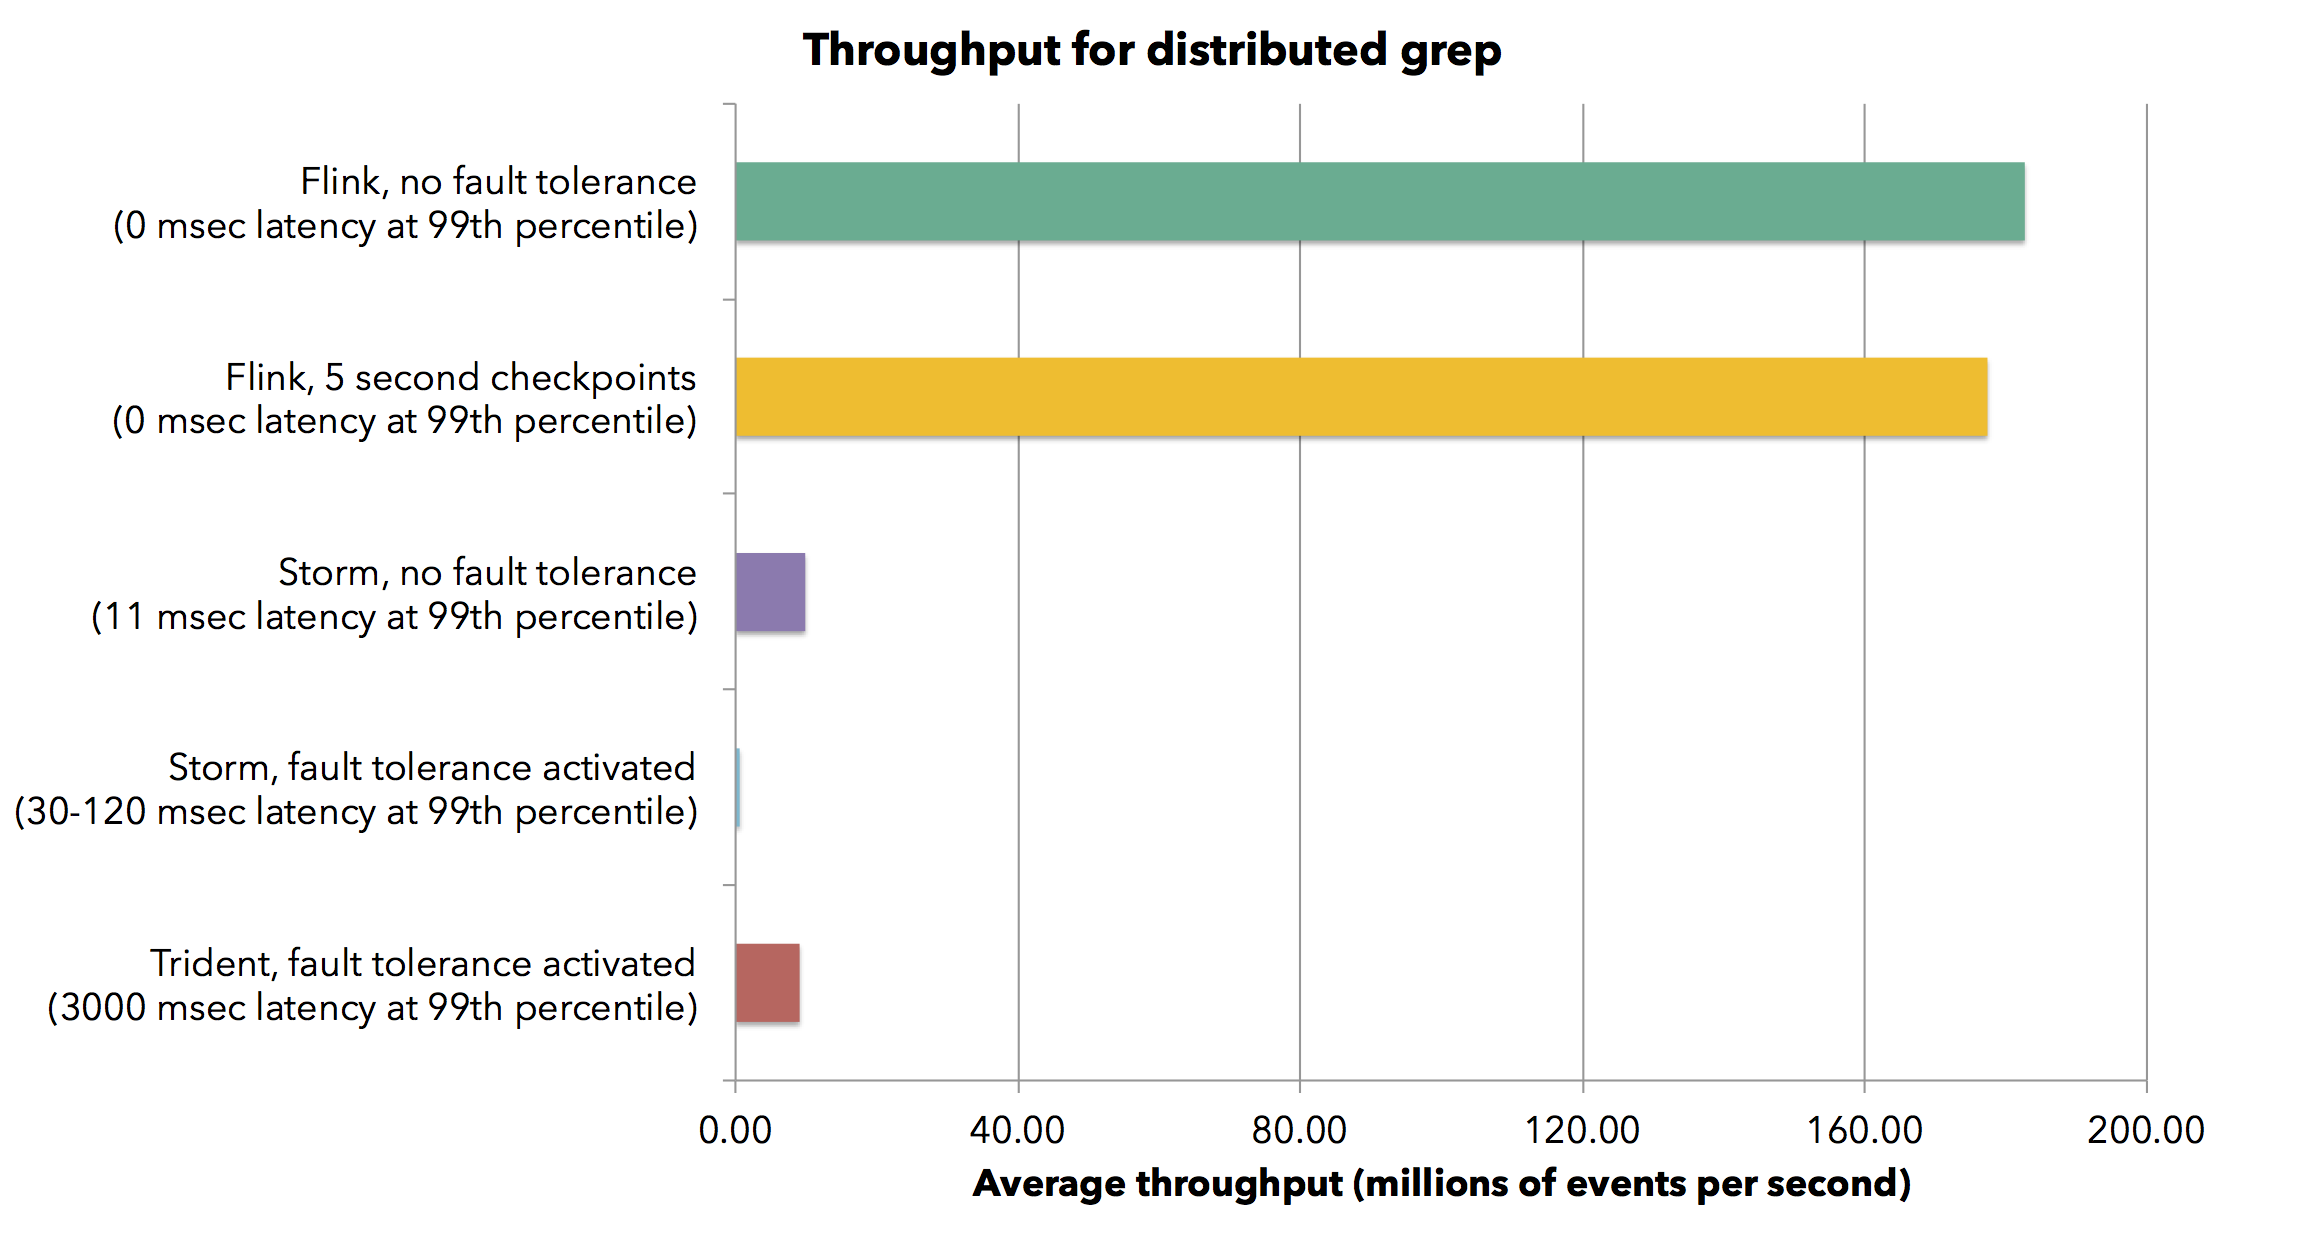 Throughput for distributed grep
Flink, no fault tolerance
(0 msec latency at 99th percentile)
Flink, 5 second checkpoints
(0 msec latency at 99th percentile)
Storm, no fault tolerance
(11 msec latency at 99th percentile)
Storm, fault tolerance activated
(30-120 msec latency at 99th percentile)
Trident, fault tolerance activated
(3000 msec latency at 99th percentile)
0.00 40.00 80.00 120.00 160.00 200.00
Average throughput (millions of events per second)